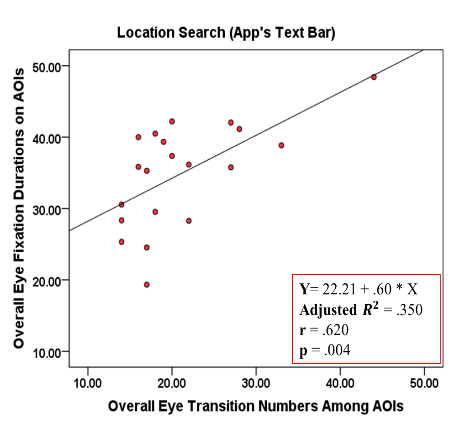 Location Search (App's Text Bar)
Overall Eye Fixation Durations on AOIs
50.00
40.00
30.00
20.00
10.00
Y= 22.21 + .60 * X
Adjusted R² = .350
r = .620
p = .004
10.00 20.00 30.00 40.00 50.00
Overall Eye Transition Numbers Among AOIs